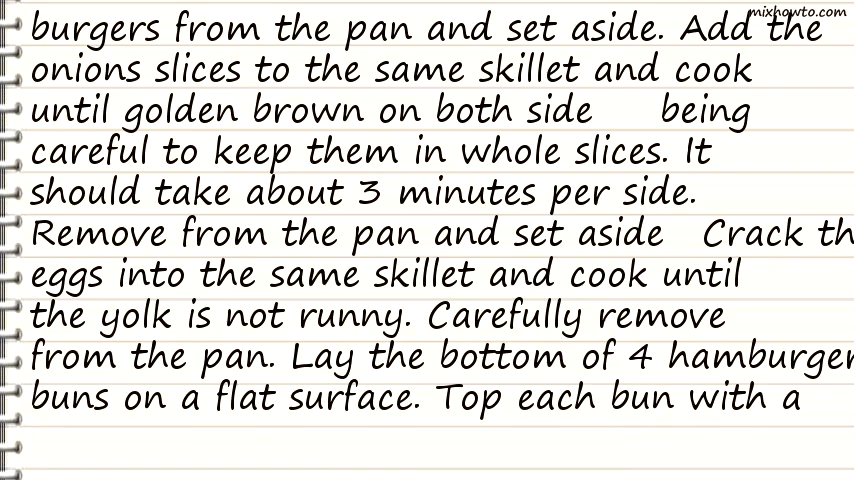 mixhowto.com
burgers from the pan and set aside. Add the
onions slices to the same skillet and cook
until golden brown on both side being
careful to keep them in whole slices. It
should take about 3 minutes per side.
Remove from the pan and set aside Crack th
eggs into the same skillet and cook until
the yolk is not runny. Carefully remove
from the pan. Lay the bottom of 4 hamburger
buns on a flat surface. Top each bun with a